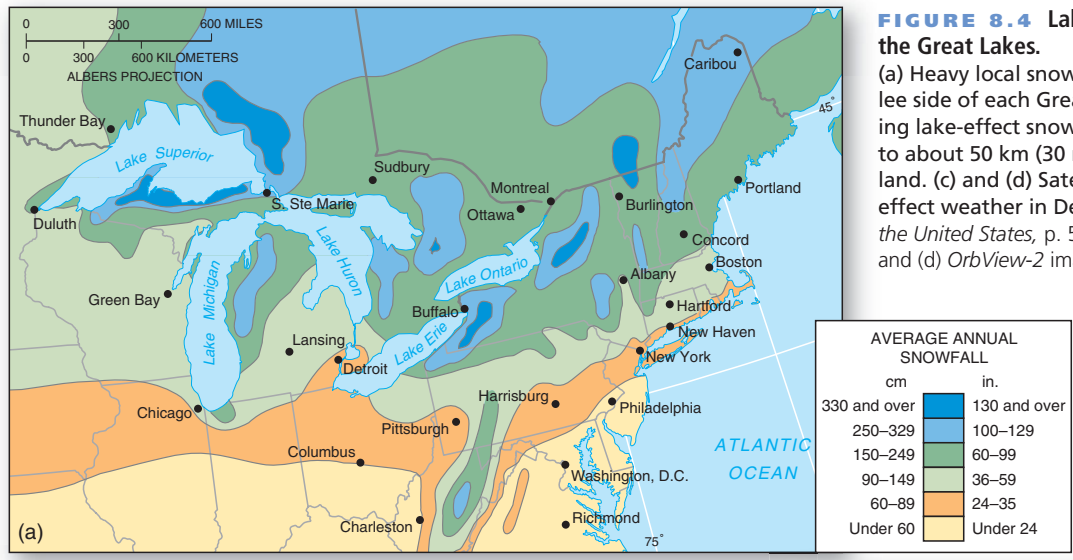 0 300 600 MILES
0 300 600 KILOMETERS
ALBERS PROJECTION
Caribou
45°
Thunder Bay
Lake Superior
Sudbury
S. Ste Marie
Montreal
Ottawa
Burlington
Portland
Duluth
Lake Huron
Concord
Boston
Lake Ontario
Albany
Green Bay
Lake Michigan
Buffalo
Hartford
New Haven
Lansing
Lake Erie
Detroit
New York
Harrisburg
Chicago
Philadelphia
Pittsburgh
ATLANTIC
OCEAN
Columbus
Washington, D.C.
Charleston
Richmond
(a)
75°
FIGURE 8.4 Lak
the Great Lakes.
(a) Heavy local snow
lee side of each Grea
ing lake-effect snow
to about 50 km (30 m
land. (c) and (d) Sate
effect weather in De
the United States, p. 5
and (d) OrbView-2 im
AVERAGE ANNUAL
SNOWFALL
cm in.
330 and over 130 and over
250–329 100–129
150–249 60–99
90–149 36–59
60–89 24–35
Under 60 Under 24